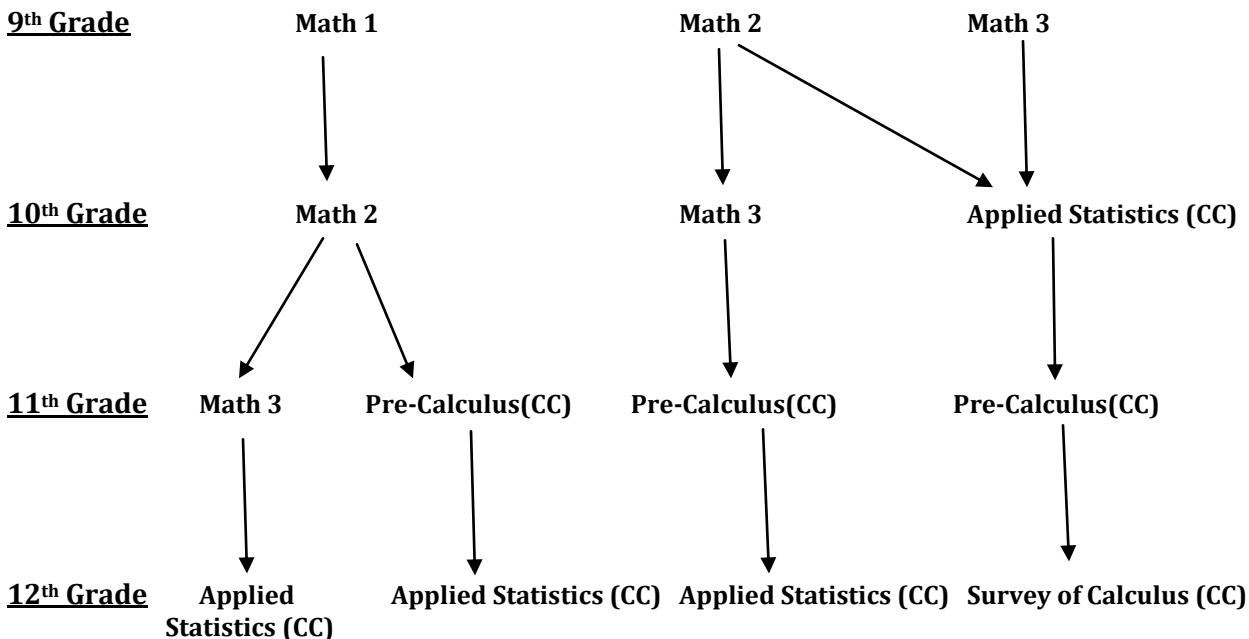 9th Grade Math 1 Math 2 Math 3
10th Grade Math 2 Math 3 Applied Statistics (CC)
11th Grade Math 3 Pre-Calculus(CC) Pre-Calculus(CC) Pre-Calculus(CC)
12th Grade Applied Applied Statistics (CC) Applied Statistics (CC) Survey of Calculus (CC)
Statistics (CC)